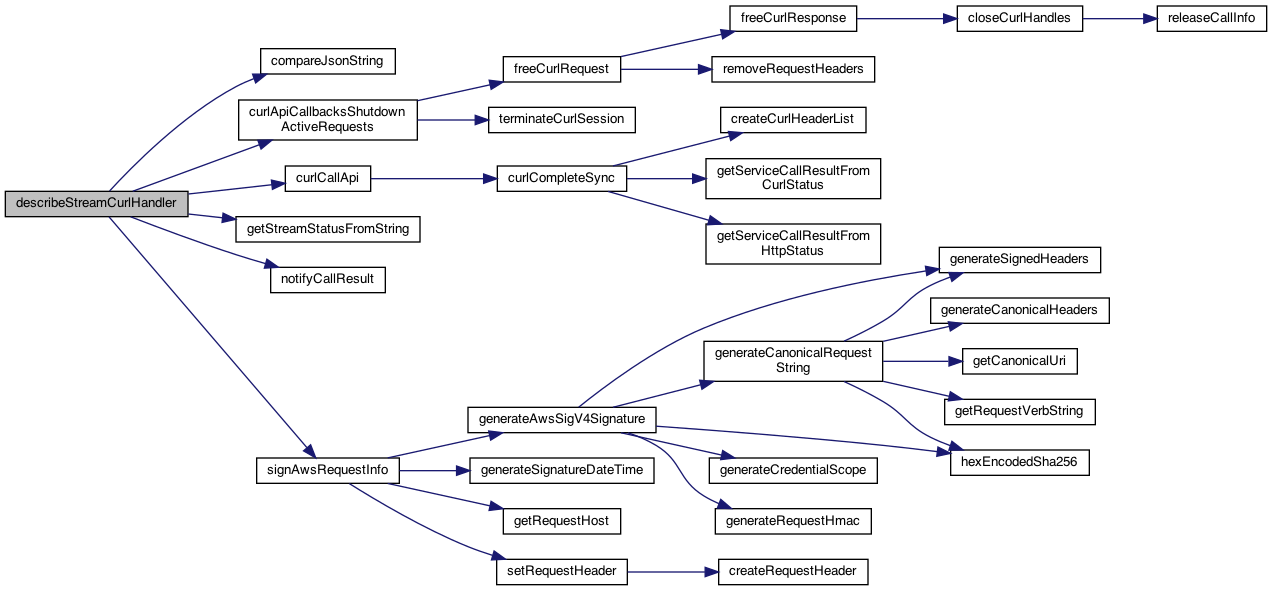 freeCurlResponse
closeCurlHandles
releaseCallInfo
compareJsonString
freeCurlRequest
removeRequestHeaders
curlApiCallbacksShutdown
ActiveRequests
terminateCurlSession
createCurlHeaderList
curlCallApi
curlCompleteSync
getServiceCallResultFrom
CurlStatus
describeStreamCurlHandler
getStreamStatusFromString
getServiceCallResultFrom
HttpStatus
notifyCallResult
generateSignedHeaders
generateCanonicalHeaders
generateCanonicalRequest
String
getCanonicalUri
getRequestVerbString
generateAwsSigV4Signature
hexEncodedSha256
signAwsRequestInfo
generateSignatureDateTime
generateCredentialScope
getRequestHost
generateRequestHmac
setRequestHeader
createRequestHeader